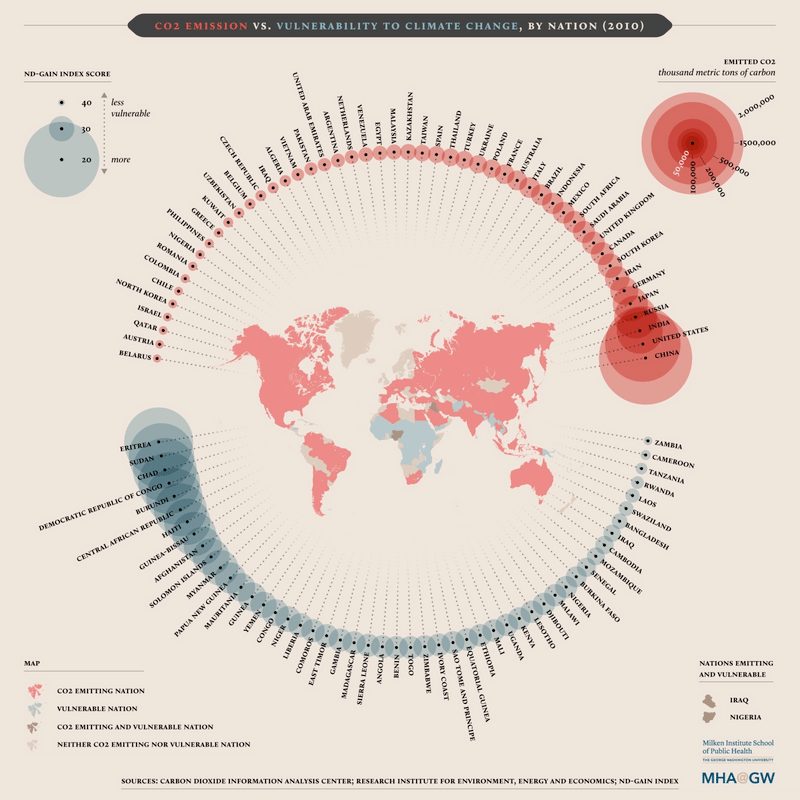 CO2 EMISSION VS. VULNERABILITY TO CLIMATE CHANGE, BY NATION (2010)
ND-GAIN INDEX SCORE
40
30
20
less
vulnerable
more
EMITTED CO2
thousand metric tons of carbon
2,000,000
1500,000
500,000
200,000
100,000
50,000
BELARUS
AUSTRIA
QATAR
ISRAEL
NORTH KOREA
CHILE
COLOMBIA
ROMANIA
NIGERIA
PHILIPPINES
GREECE
KUWAIT
UZBEKISTAN
BELGIUM
CZECH REPUBLIC
IRAQ
ALGERIA
VIETNAM
PAKISTAN
UNITED ARAB EMIRATES
ARGENTINA
NETHERLANDS
VENEZUELA
EGYPT
MALAYSIA
KAZAKHSTAN
TAIWAN
SPAIN
THAILAND
TURKEY
UKRAINE
POLAND
FRANCE
AUSTRALIA
ITALY
BRAZIL
INDONESIA
MEXICO
SOUTH AFRICA
SAUDI ARABIA
UNITED KINGDOM
CANADA
SOUTH KOREA
IRAN
GERMANY
JAPAN
RUSSIA
INDIA
UNITED STATES
CHINA
ERITREA
SUDAN
CHAD
DEMOCRATIC REPUBLIC OF CONGO
BURUNDI
CENTRAL AFRICAN REPUBLIC
HAITI
GUINEA-BISSAU
AFGHANISTAN
SOLOMON ISLANDS
MYANMAR
PAPUA NEW GUINEA
MAURITANIA
GUINEA
YEMEN
CONGO
NIGER
LIBERIA
COMOROS
EAST TIMOR
GAMBIA
MADAGASCAR
SIERRA LEONE
ANGOLA
BENIN
TOGO
ZIMBABWE
IVORY COAST
SAO TOME AND PRINCIPE
EQUATORIAL GUINEA
ETHIOPIA
MALI
UGANDA
KENYA
LESOTHO
DJIBOUTI
MALAWI
NIGERIA
BURKINA FASO
SENEGAL
MOZAMBIQUE
CAMBODIA
IRAQ
BANGLADESH
SWAZILAND
LAOS
RWANDA
TANZANIA
CAMEROON
ZAMBIA
MAP
CO2 EMITTING NATION
VULNERABLE NATION
CO2 EMITTING AND VULNERABLE NATION
NEITHER CO2 EMITTING NOR VULNERABLE NATION
NATIONS EMITTING
AND VULNERABLE
IRAQ
NIGERIA
Milken Institute School
of Public Health
THE GEORGE WASHINGTON UNIVERSITY
MHA@GW
SOURCES: CARBON DIOXIDE INFORMATION ANALYSIS CENTER; RESEARCH INSTITUTE FOR ENVIRONMENT, ENERGY AND ECONOMICS; ND-GAIN INDEX